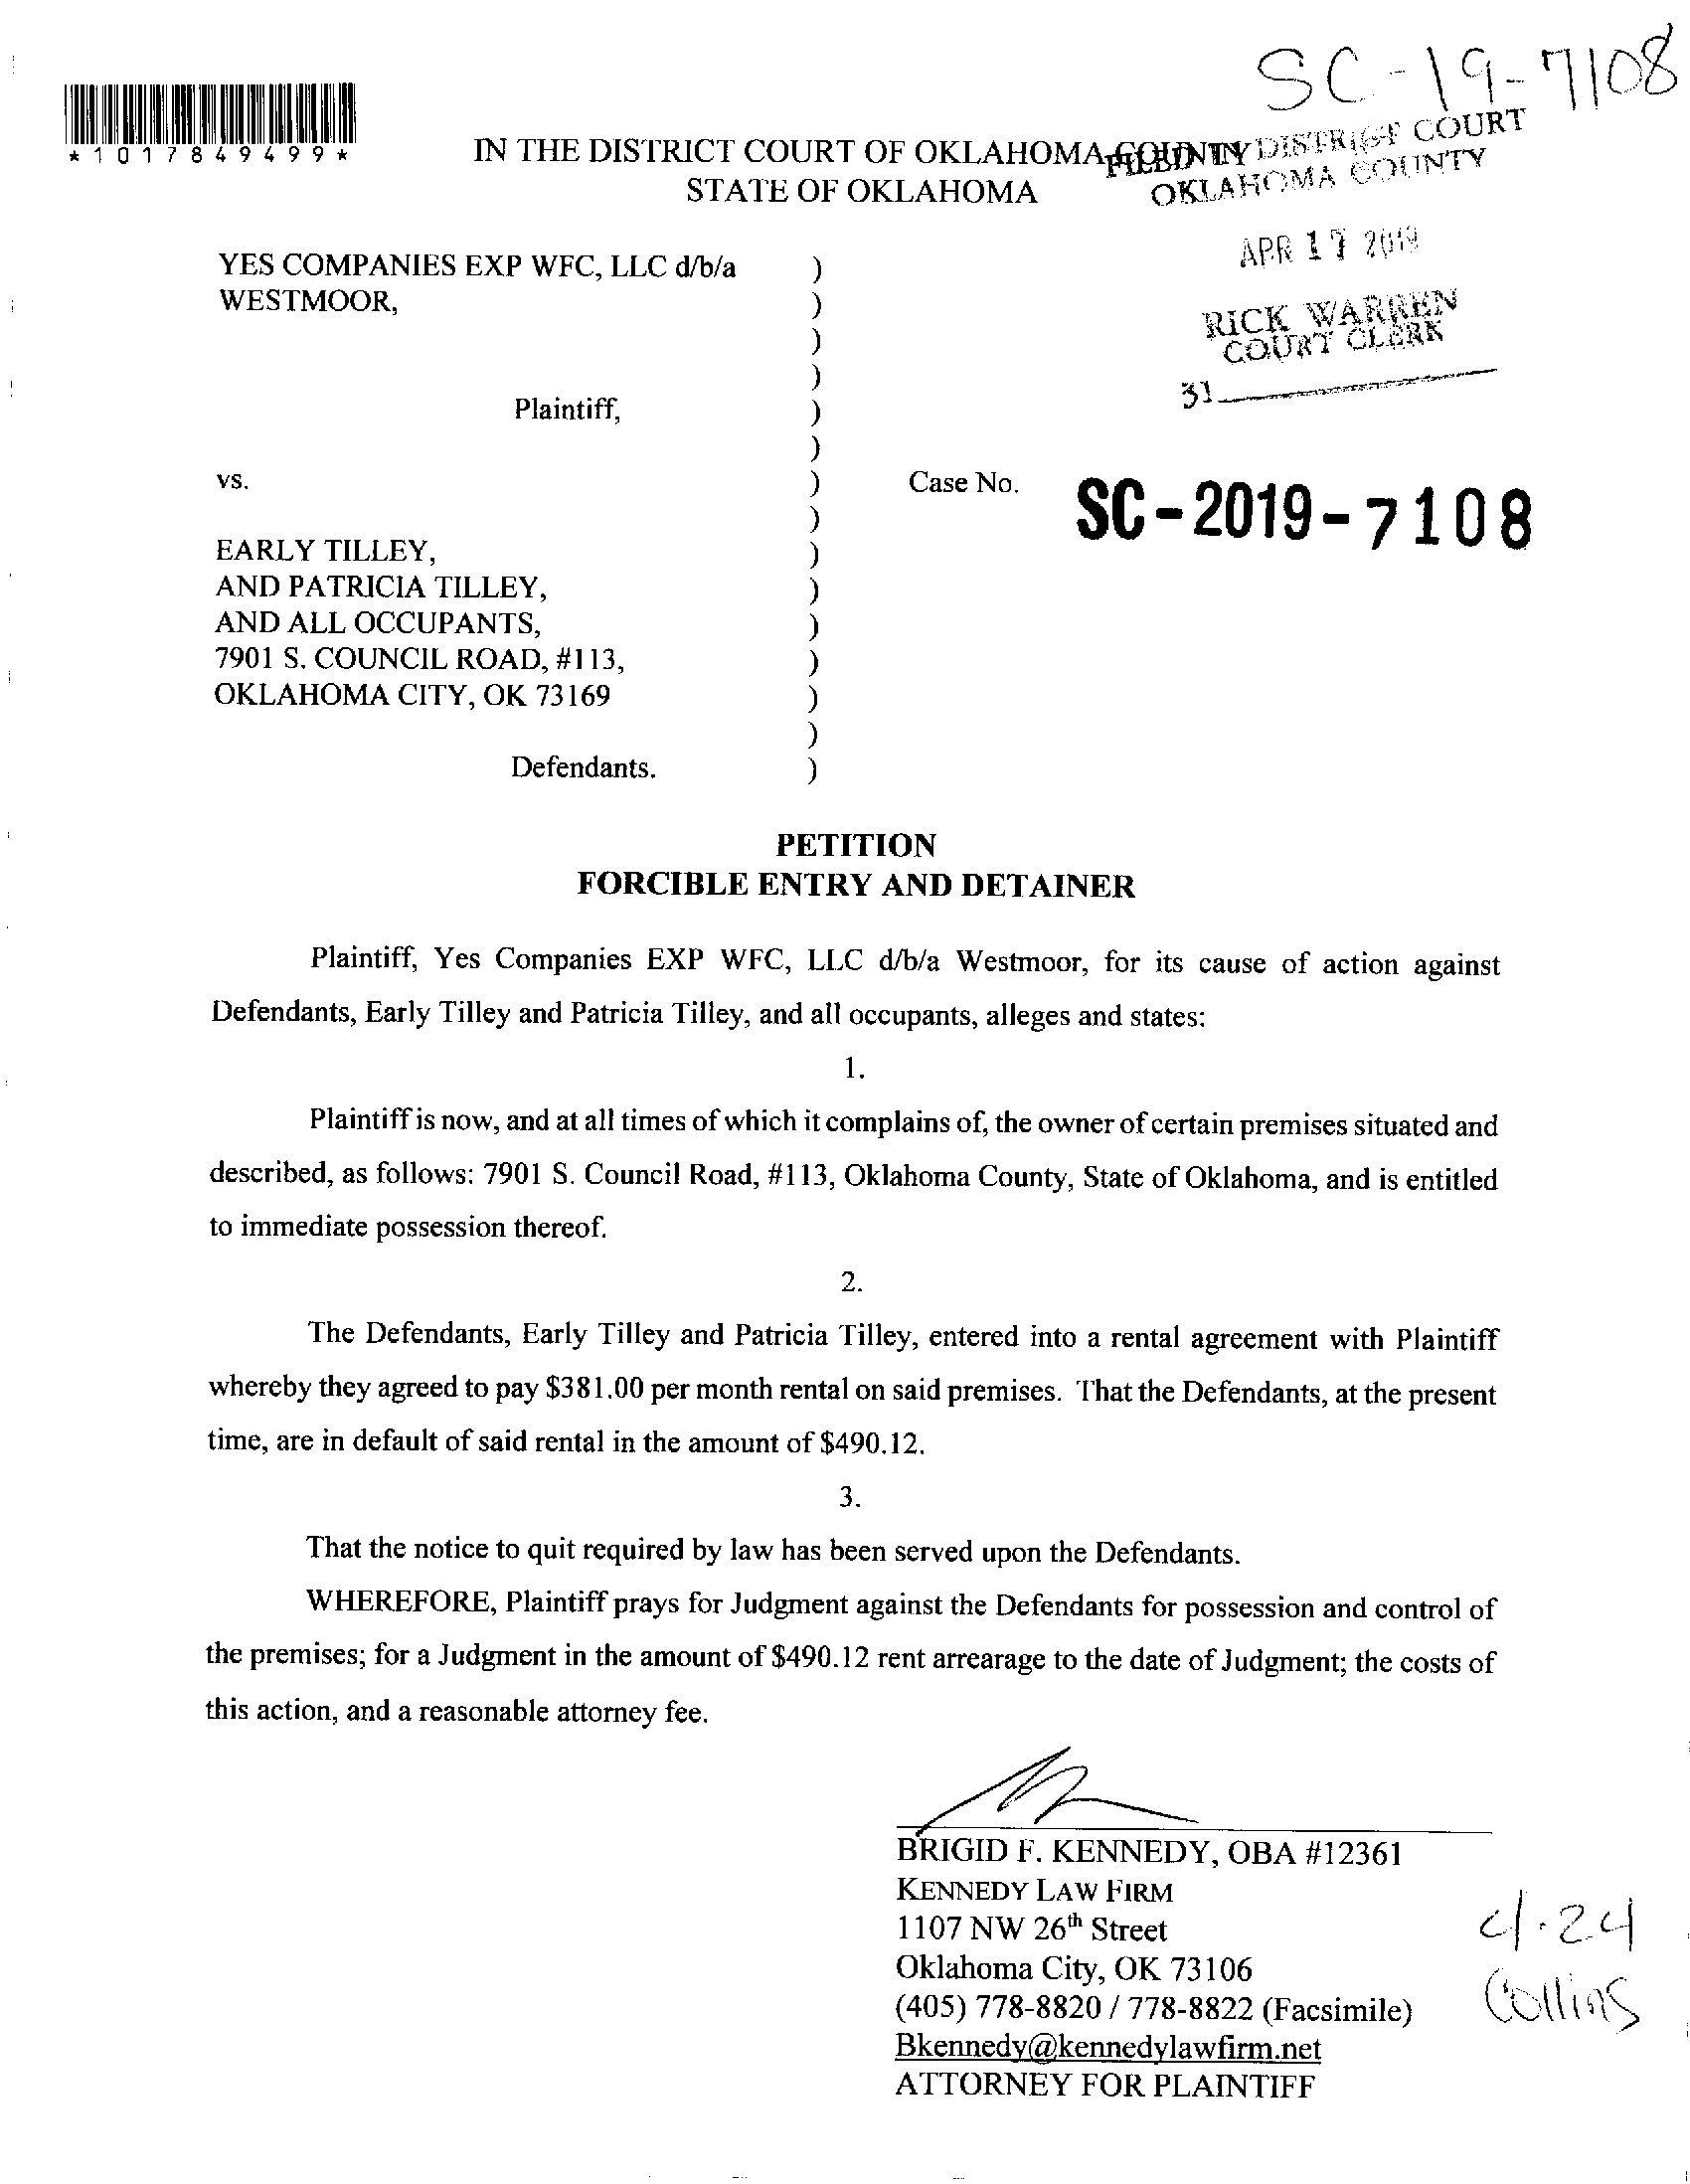 SC-19-7108
*1017849499*
IN THE DISTRICT COURT OF OKLAHOMA COUNTY
STATE OF OKLAHOMA
FILED IN DISTRICT COURT
OKLAHOMA COUNTY
APR 17 2019
RICK WARREN
COURT CLERK
31
YES COMPANIES EXP WFC, LLC d/b/a )
WESTMOOR, )
)
)
Plaintiff, )
)
vs. ) Case No. SC-2019-7108
)
EARLY TILLEY, )
AND PATRICIA TILLEY, )
AND ALL OCCUPANTS, )
7901 S. COUNCIL ROAD, #113, )
OKLAHOMA CITY, OK 73169 )
)
Defendants. )
PETITION
FORCIBLE ENTRY AND DETAINER
Plaintiff, Yes Companies EXP WFC, LLC d/b/a Westmoor, for its cause of action against
Defendants, Early Tilley and Patricia Tilley, and all occupants, alleges and states:
1.
Plaintiff is now, and at all times of which it complains of, the owner of certain premises situated and
described, as follows: 7901 S. Council Road, #113, Oklahoma County, State of Oklahoma, and is entitled
to immediate possession thereof.
2.
The Defendants, Early Tilley and Patricia Tilley, entered into a rental agreement with Plaintiff
whereby they agreed to pay $381.00 per month rental on said premises. That the Defendants, at the present
time, are in default of said rental in the amount of $490.12.
3.
That the notice to quit required by law has been served upon the Defendants.
WHEREFORE, Plaintiff prays for Judgment against the Defendants for possession and control of
the premises; for a Judgment in the amount of $490.12 rent arrearage to the date of Judgment; the costs of
this action, and a reasonable attorney fee.
BRIGID F. KENNEDY, OBA #12361
KENNEDY LAW FIRM
1107 NW 26th Street
Oklahoma City, OK 73106
(405) 778-8820 / 778-8822 (Facsimile)
Bkennedy@kennedylawfirm.net
ATTORNEY FOR PLAINTIFF
4.24
Collins